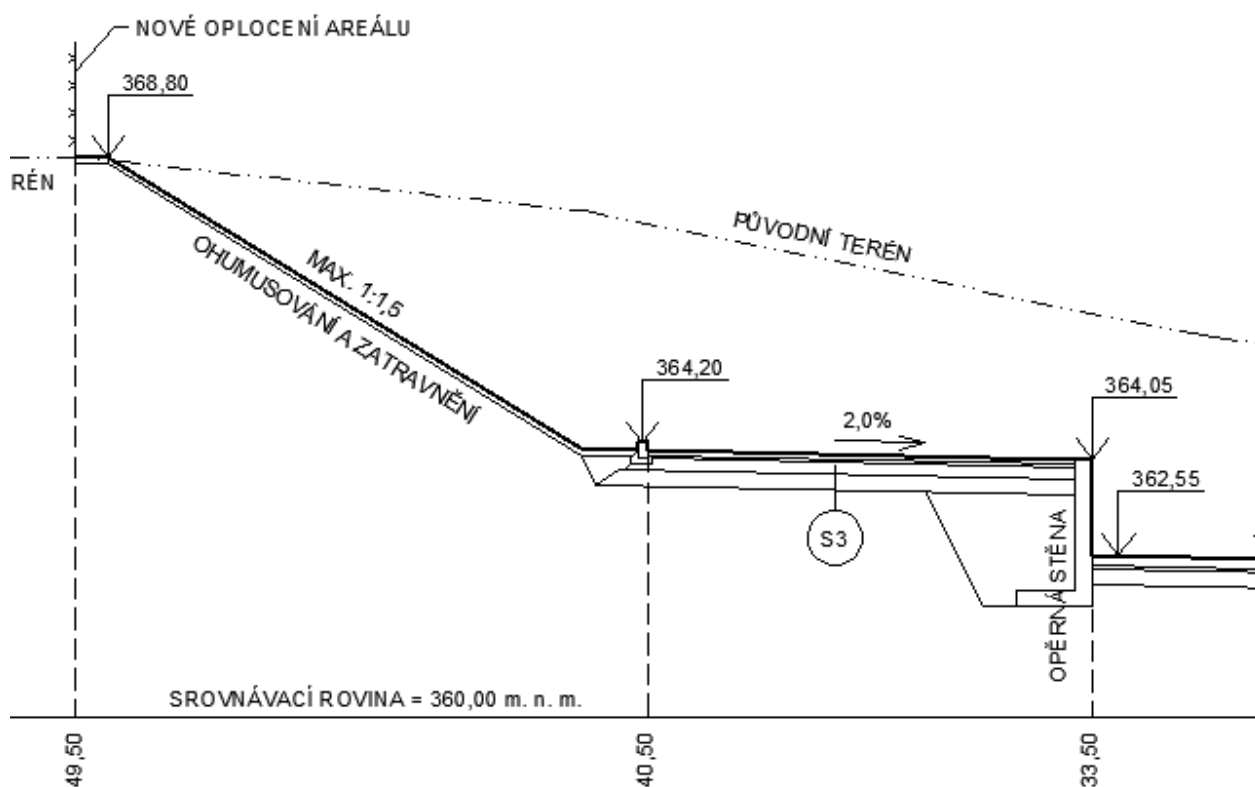 NOVÉ OPLOCENÍ AREÁLU
368,80
RÉN
PŮVODNÍ TERÉN
MAX. 1:1,5
OHUMUSOVÁNÍ A ZATRAVNĚNÍ
364,20
364,05
2,0%
362,55
S3
OPĚRNÁ STĚNA
SROVNÁVACÍ ROVINA = 360,00 m. n. m.
49,50
40,50
33,50